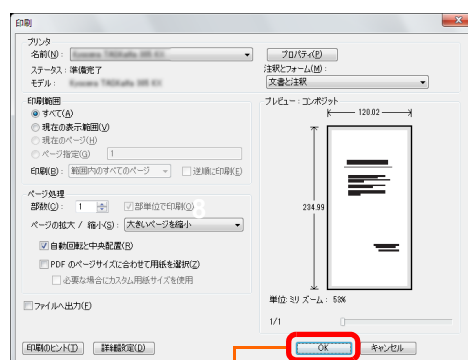 印刷
プリンタ
名前(N):
プロパティ(P)
ステータス: 準備完了
注釈とフォーム(M):
モデル:
文書と注釈
印刷範囲
すべて(A)
現在の表示範囲(V)
現在のページ(H)
ページ指定(G) 1
印刷(B): 範囲内のすべてのページ
逆順に印刷(E)
ページ処理
部数(C): 1
部単位で印刷(O)
ページの拡大 / 縮小(S): 大きいページを縮小
自動回転と中央配置(R)
PDF のページサイズに合わせて用紙を選択(Z)
必要な場合にカスタム用紙サイズを使用
ファイルへ出力(F)
プレビュー: コンポジット
120.02
234.99
単位: ミリ ズーム: 58%
1/1
印刷のヒント(T)
詳細設定(D)
OK
キャンセル